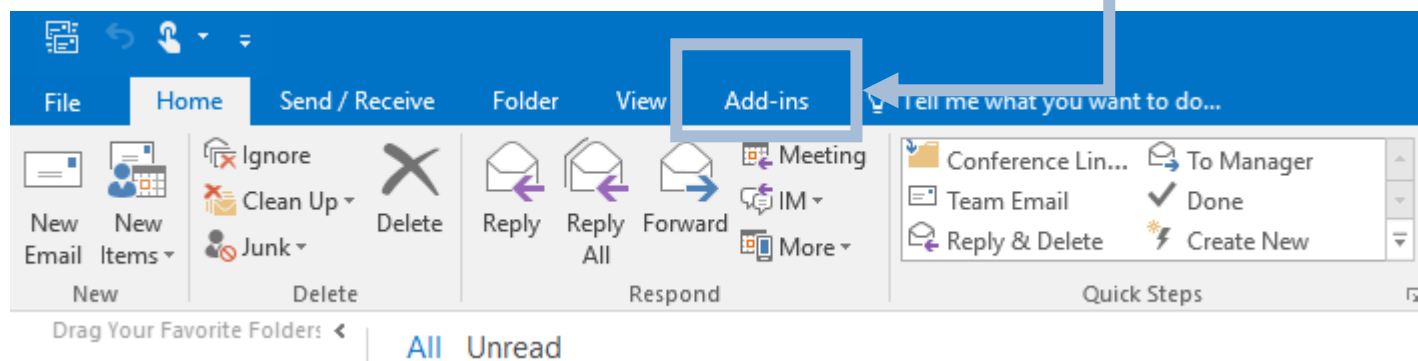 File Home Send / Receive Folder View Add-ins Tell me what you want to do...
Ignore
Clean Up
Junk
Delete
New Email
New Items
Reply
Reply All
Forward
Meeting
IM
More
Conference Lin... To Manager
Team Email Done
Reply & Delete Create New
New Delete Respond Quick Steps
Drag Your Favorite Folders
All Unread